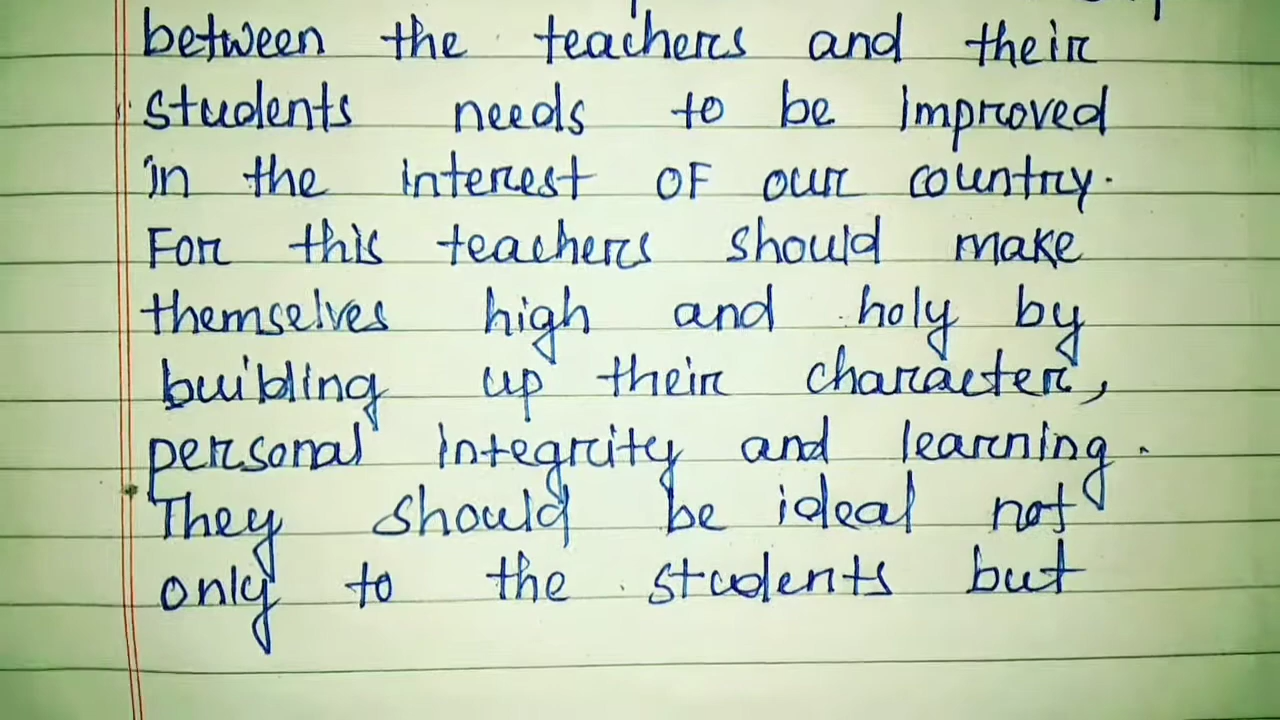 between the teachers and their
students needs to be improved
in the interest of our country.
For this teachers should make
themselves high and holy by
buibling up their character,
personal integrity and learning.
They should be ideal not
only to the students but